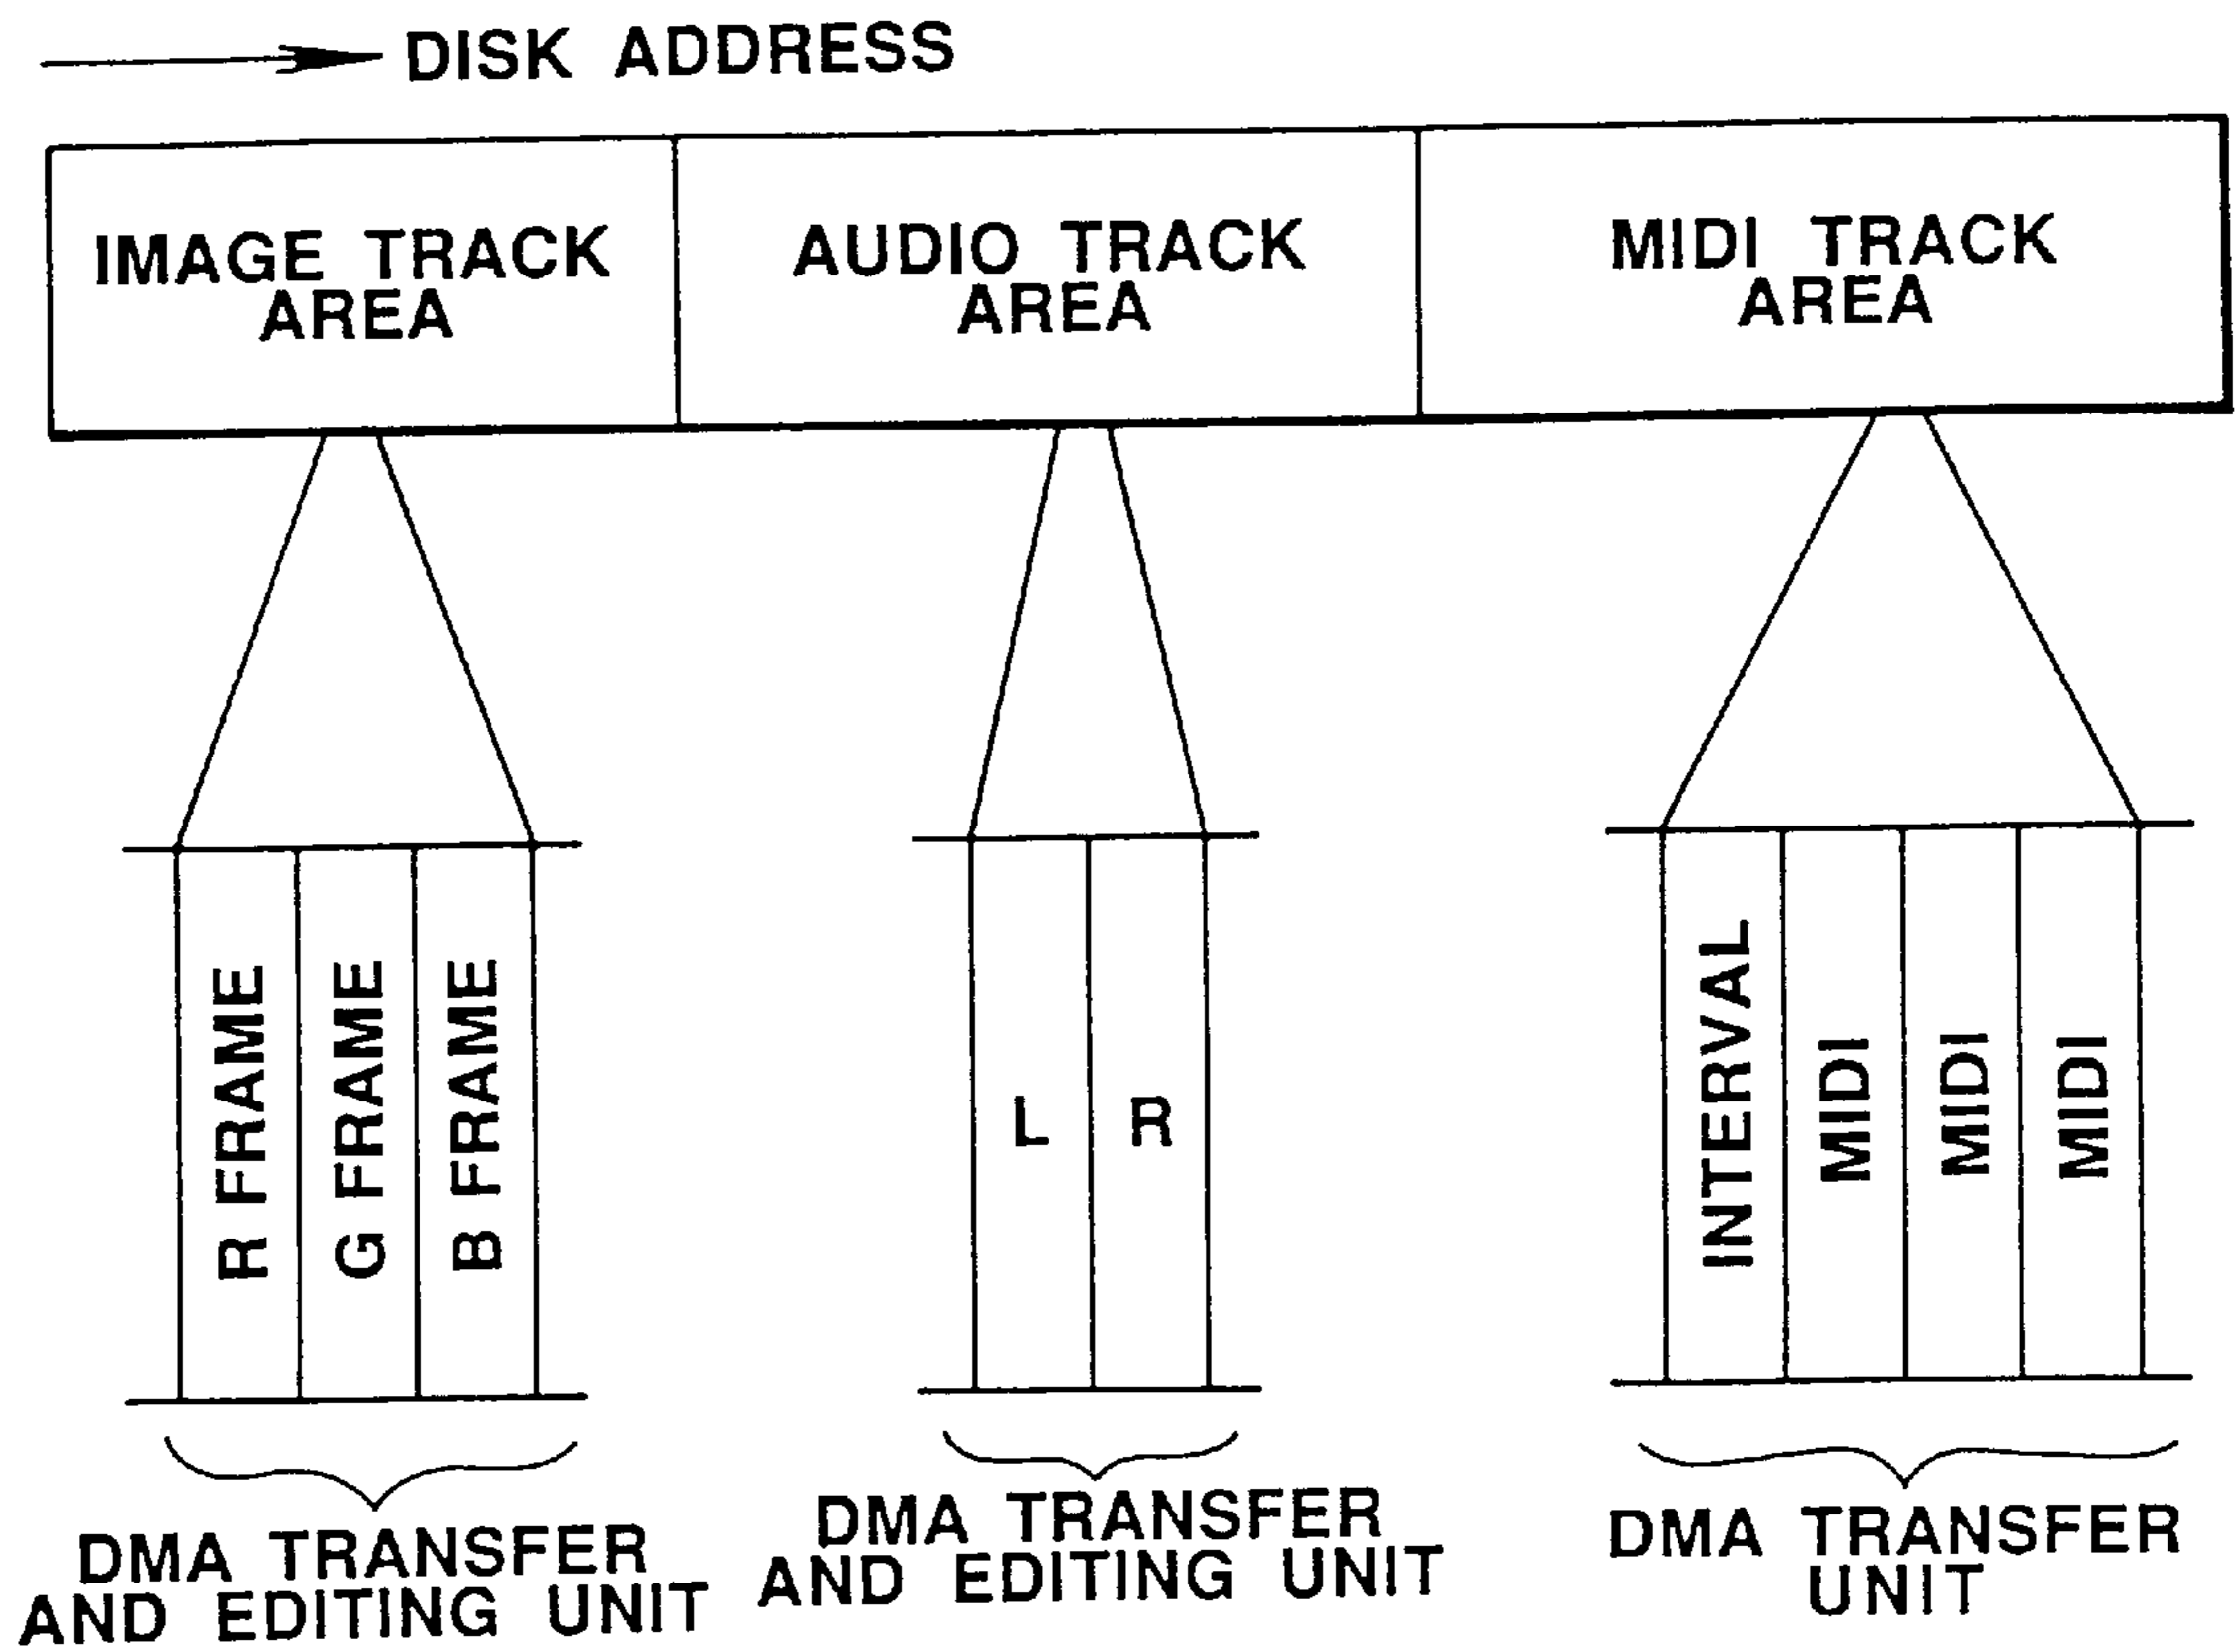 DISK ADDRESS
IMAGE TRACK
AREA
AUDIO TRACK
AREA
MIDI TRACK
AREA
R FRAME
G FRAME
B FRAME
L
R
INTERVAL
MIDI
MIDI
MIDI
DMA TRANSFER
AND EDITING UNIT
DMA TRANSFER
AND EDITING UNIT
DMA TRANSFER
UNIT